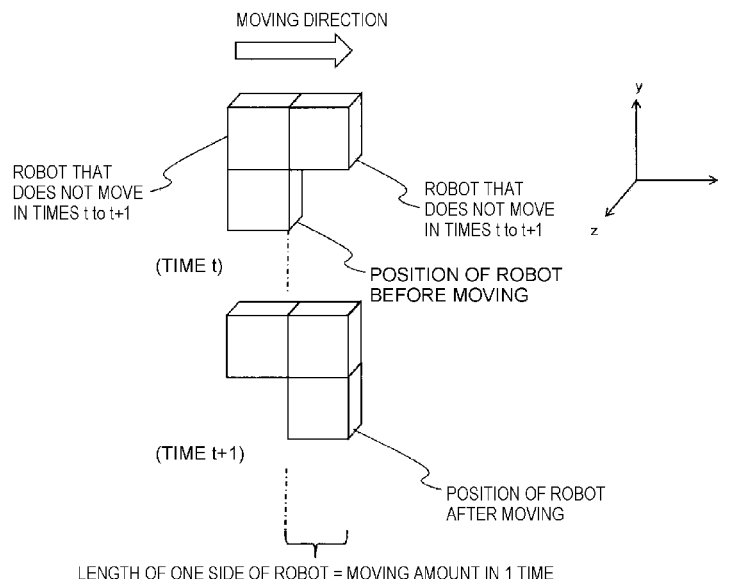 MOVING DIRECTION
y
ROBOT THAT
DOES NOT MOVE
IN TIMES t to t+1
ROBOT THAT
DOES NOT MOVE
IN TIMES t to t+1
z
(TIME t)
POSITION OF ROBOT
BEFORE MOVING
(TIME t+1)
POSITION OF ROBOT
AFTER MOVING
LENGTH OF ONE SIDE OF ROBOT = MOVING AMOUNT IN 1 TIME